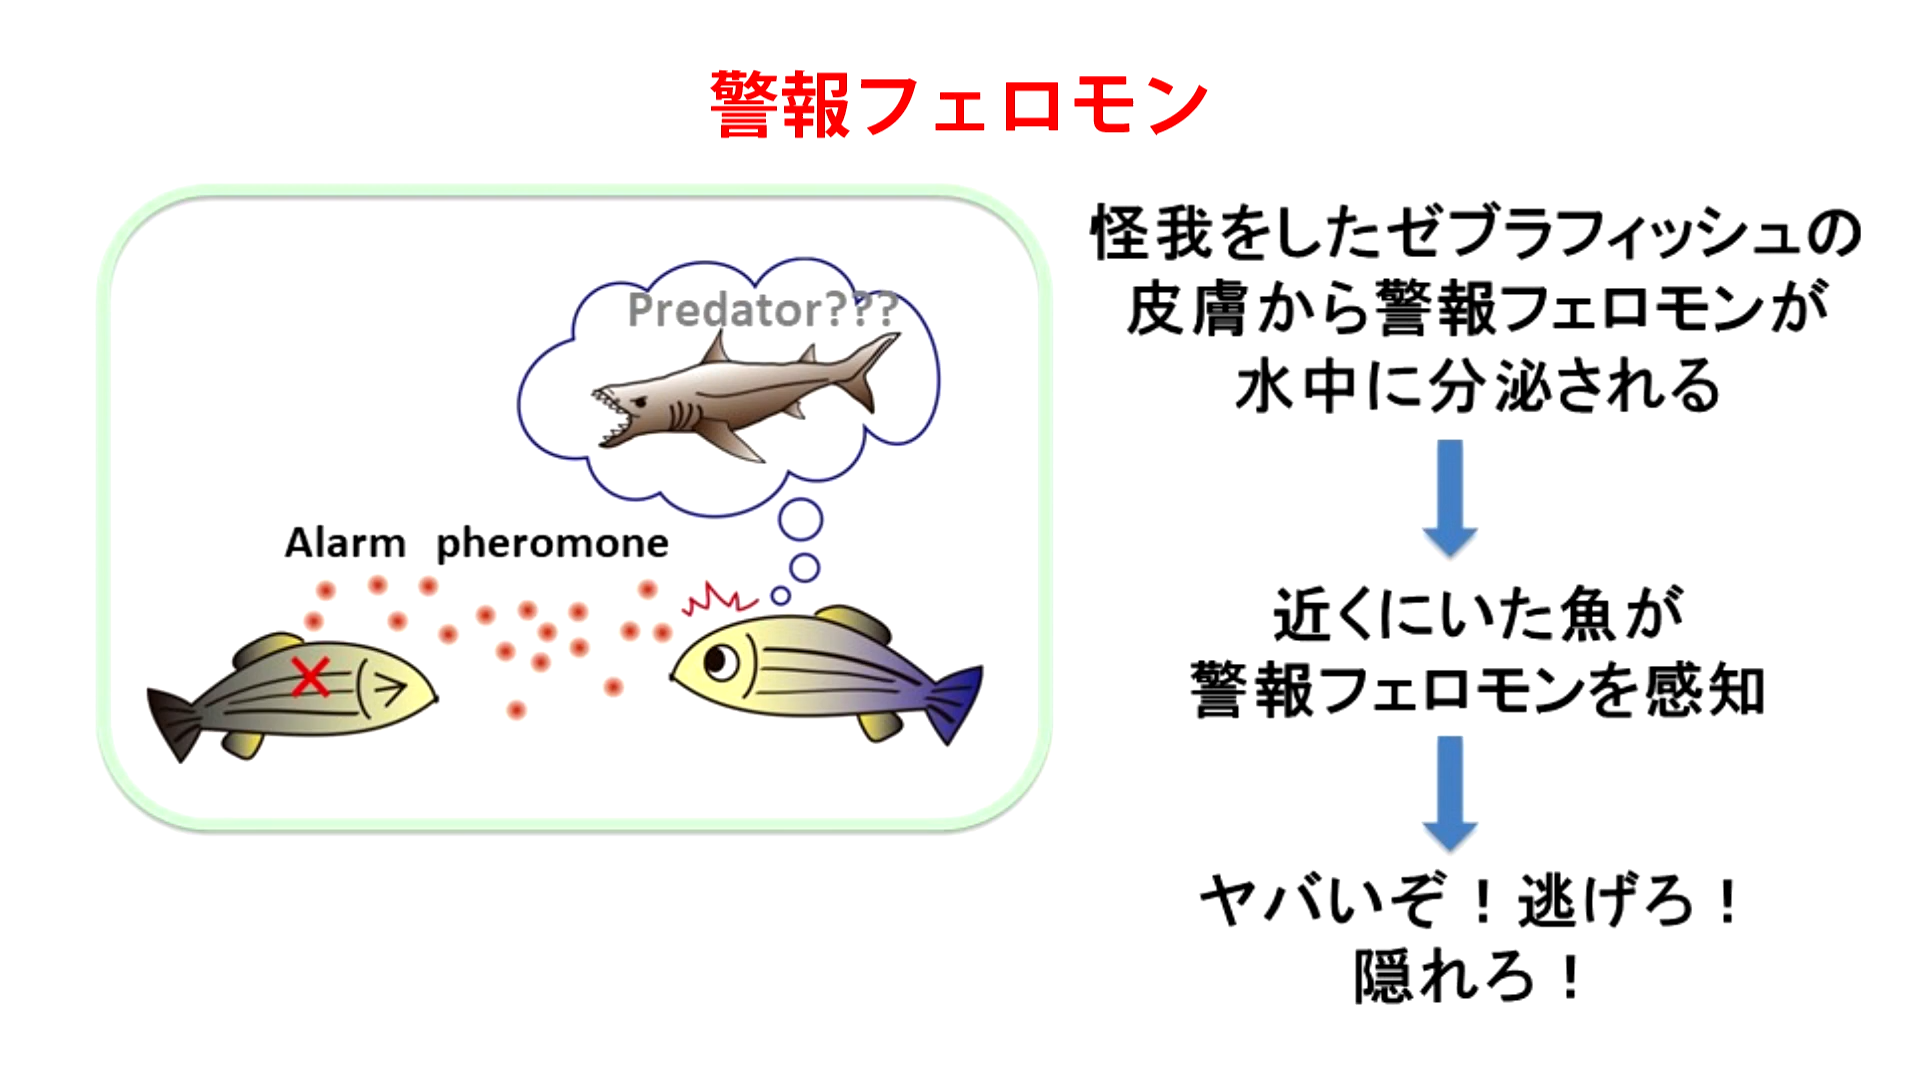 警報フェロモン
Predator???
Alarm pheromone
怪我をしたゼブラフィッシュの
皮膚から警報フェロモンが
水中に分泌される
近くにいた魚が
警報フェロモンを感知
ヤバいぞ！逃げろ！
隠れろ！